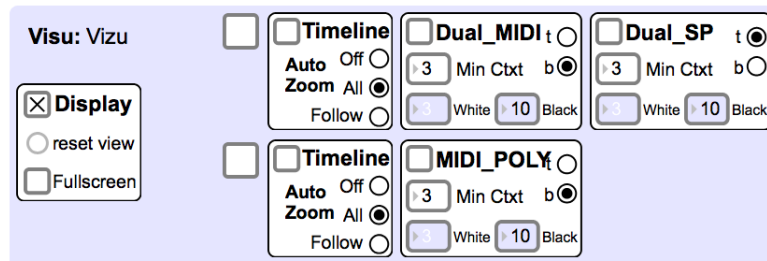 Visu: Vizu
Display
reset view
Fullscreen
Timeline
Auto Zoom
Off
All
Follow
Dual_MIDI t
3 Min Ctxt b
3 White 10 Black
Dual_SP t
3 Min Ctxt b
3 White 10 Black
Timeline
Auto Zoom
Off
All
Follow
MIDI_POLY t
3 Min Ctxt b
3 White 10 Black